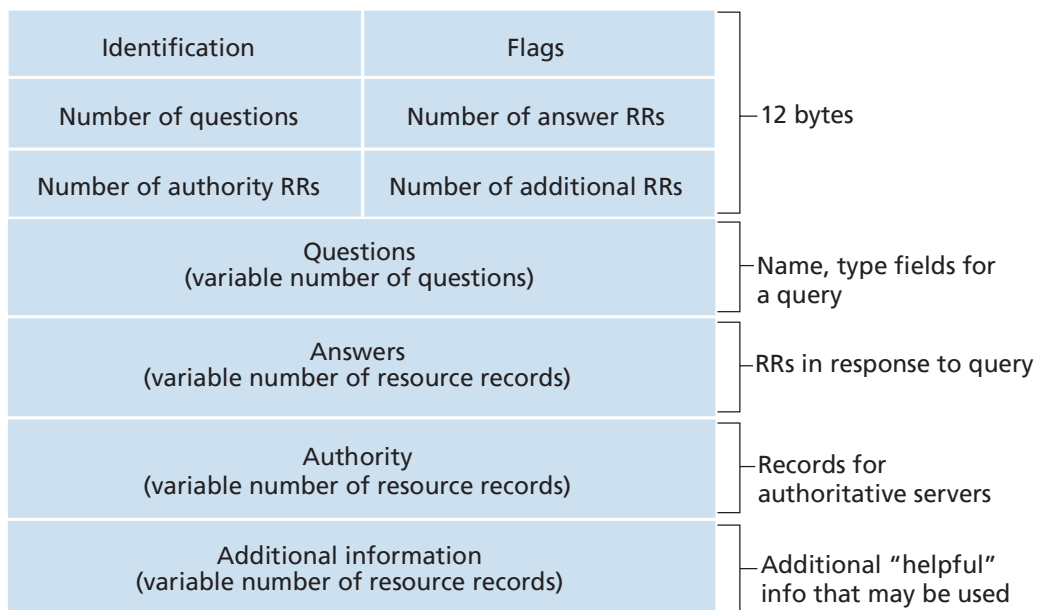 Identification
Flags
Number of questions
Number of answer RRs
Number of authority RRs
Number of additional RRs
12 bytes
Questions
(variable number of questions)
Name, type fields for
a query
Answers
(variable number of resource records)
RRs in response to query
Authority
(variable number of resource records)
Records for
authoritative servers
Additional information
(variable number of resource records)
Additional “helpful”
info that may be used